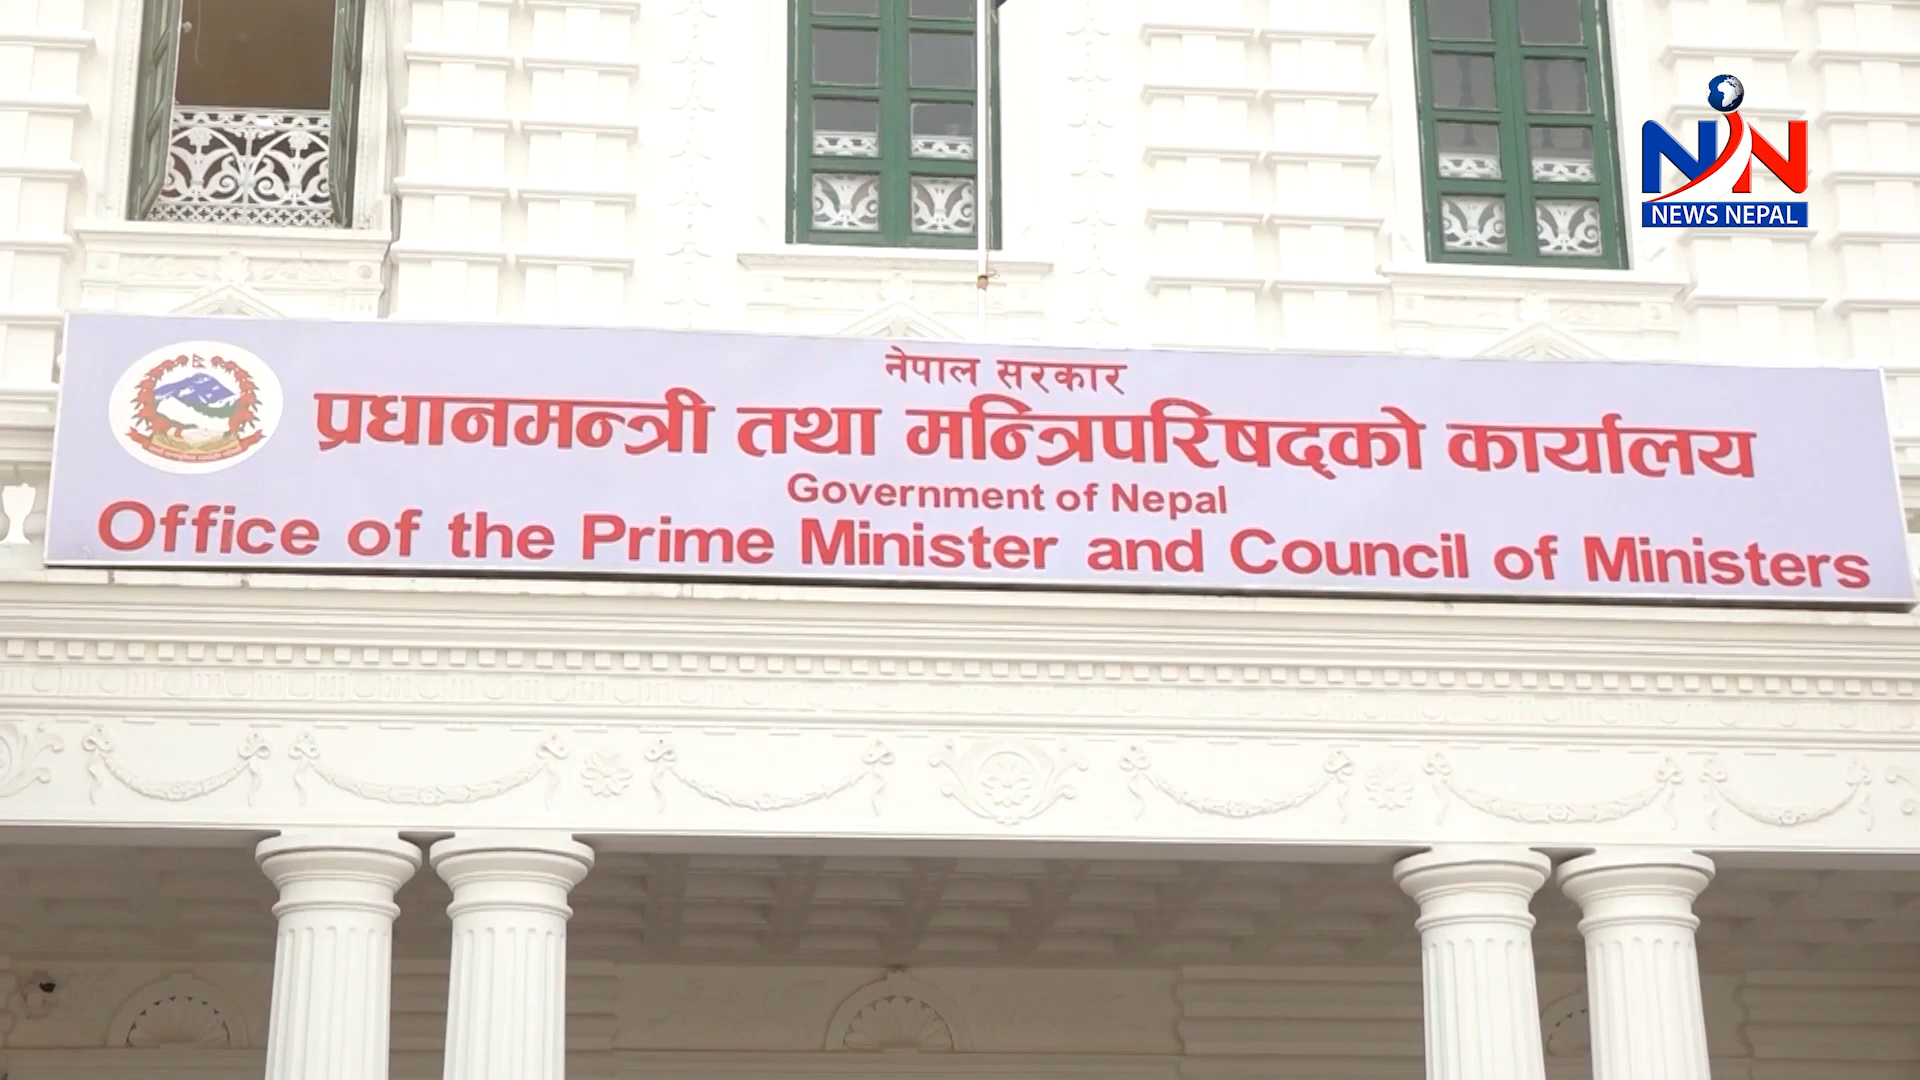 NEWS NEPAL
नेपाल सरकार
प्रधानमन्त्री तथा मन्त्रिपरिषद्को कार्यालय
Government of Nepal
Office of the Prime Minister and Council of Ministers